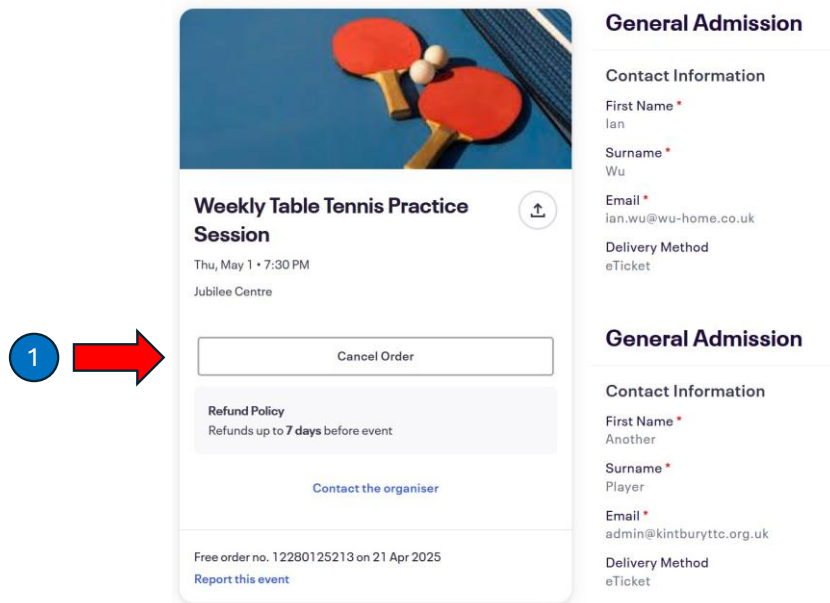 Weekly Table Tennis Practice
Session
Thu, May 1 • 7:30 PM
Jubilee Centre
1
Cancel Order
Refund Policy
Refunds up to 7 days before event
Contact the organiser
Free order no. 12280125213 on 21 Apr 2025
Report this event
General Admission
Contact Information
First Name *
Ian
Surname *
Wu
Email *
ian.wu@wu-home.co.uk
Delivery Method
eTicket
General Admission
Contact Information
First Name *
Another
Surname *
Player
Email *
admin@kintburyttc.org.uk
Delivery Method
eTicket